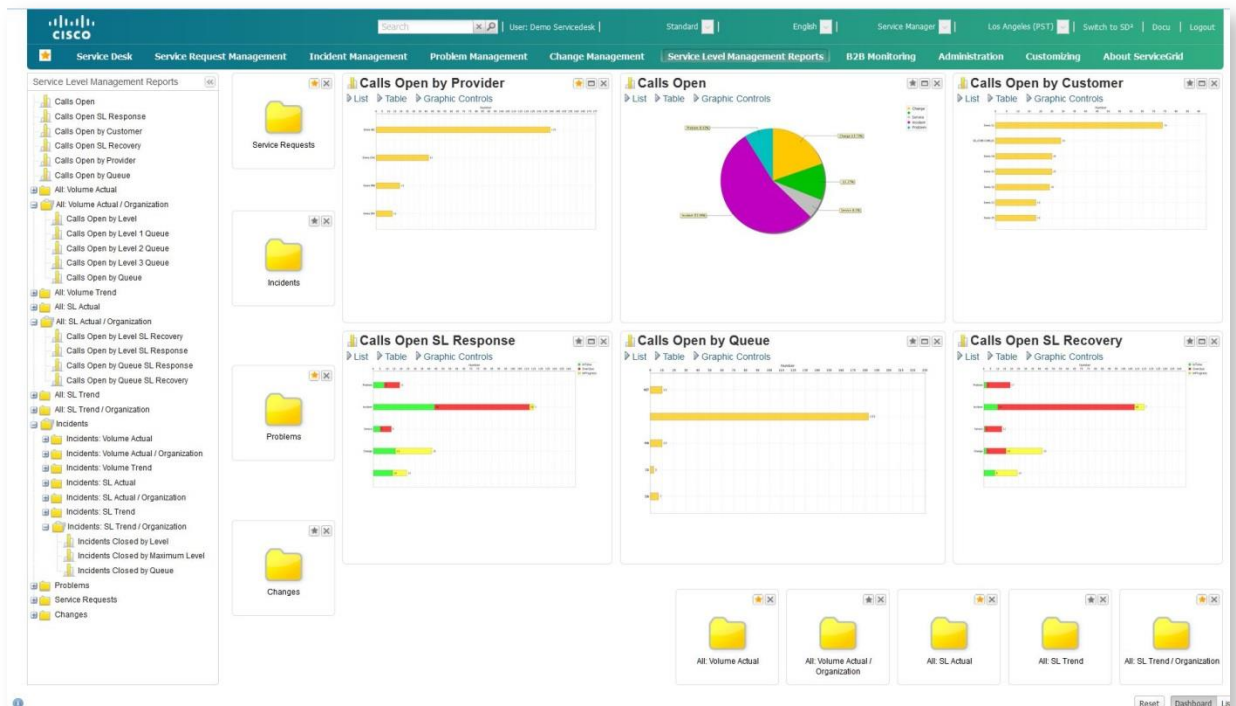 CISCO
Search
User: Demo Servicedesk |
Standard
English
Service Manager
Los Angeles (PST)
Switch to SD²
Docu
Logout
Service Desk
Service Request Management
Incident Management
Problem Management
Change Management
Service Level Management Reports
B2B Monitoring
Administration
Customizing
About ServiceGrid
Service Level Management Reports
Calls Open
Calls Open SL Response
Calls Open by Customer
Calls Open SL Recovery
Calls Open by Provider
Calls Open by Queue
All: Volume Actual
All: Volume Actual / Organization
Calls Open by Level
Calls Open by Level 1 Queue
Calls Open by Level 2 Queue
Calls Open by Level 3 Queue
Calls Open by Queue
All: Volume Trend
All: SL Actual
All: SL Actual / Organization
Calls Open by Level SL Recovery
Calls Open by Level SL Response
Calls Open by Queue SL Response
Calls Open by Queue SL Recovery
All: SL Trend
All: SL Trend / Organization
Incidents
Incidents: Volume Actual
Incidents: Volume Actual / Organization
Incidents: Volume Trend
Incidents: SL Actual
Incidents: SL Actual / Organization
Incidents: SL Trend
Incidents: SL Trend / Organization
Incidents Closed by Level
Incidents Closed by Maximum Level
Incidents Closed by Queue
Problems
Service Requests
Changes
Service Requests
Incidents
Problems
Changes
Calls Open by Provider
List Table Graphic Controls
Calls Open
List Table Graphic Controls
Change
Service
Incident
Problem
Calls Open by Customer
List Table Graphic Controls
Calls Open SL Response
List Table Graphic Controls
Calls Open by Queue
List Table Graphic Controls
Calls Open SL Recovery
List Table Graphic Controls
All: Volume Actual
All: Volume Actual /
Organization
All: SL Actual
All: SL Trend
All: SL Trend / Organization
Reset
Dashboard